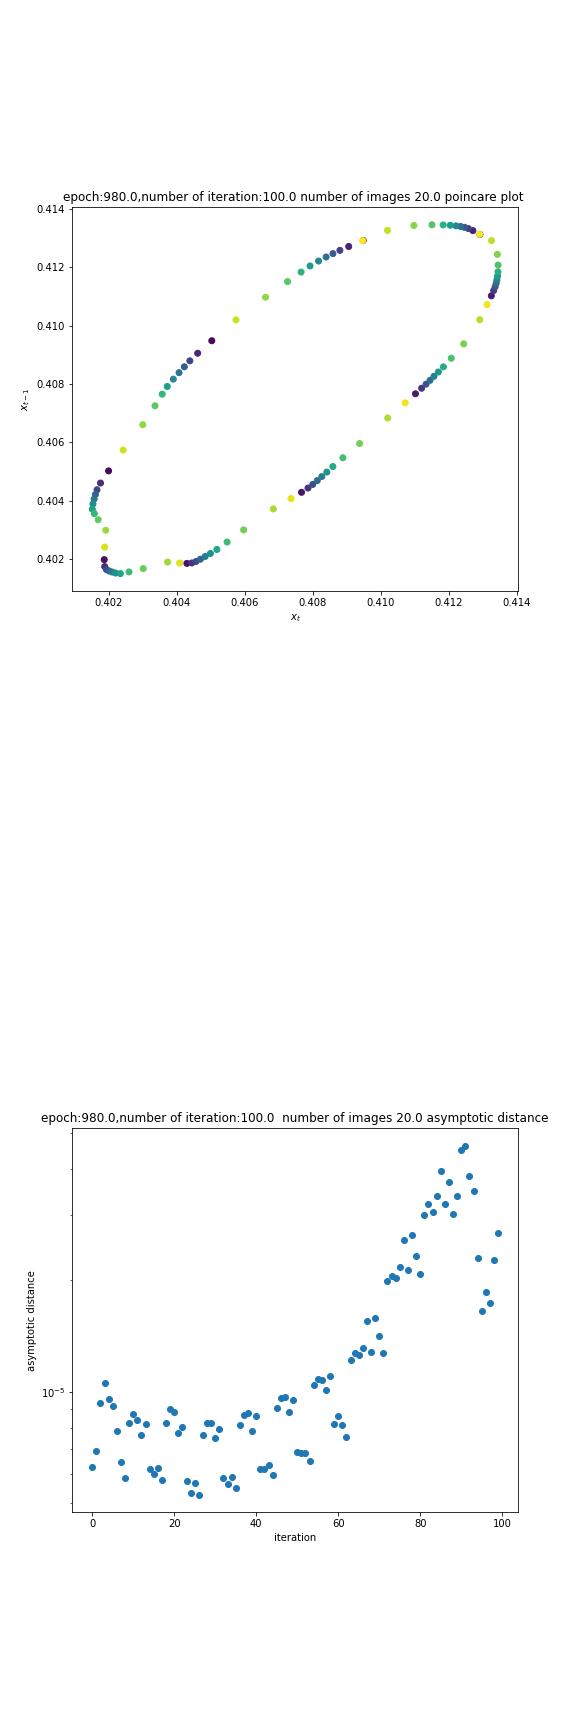 epoch:980.0,number of iteration:100.0 number of images 20.0 poincare plot
0.414
0.412
0.410
0.408
0.406
0.404
0.402
x_{t-1}
0.402 0.404 0.406 0.408 0.410 0.412 0.414
x_t
epoch:980.0,number of iteration:100.0  number of images 20.0 asymptotic distance
asymptotic distance
10^{-5}
0 20 40 60 80 100
iteration